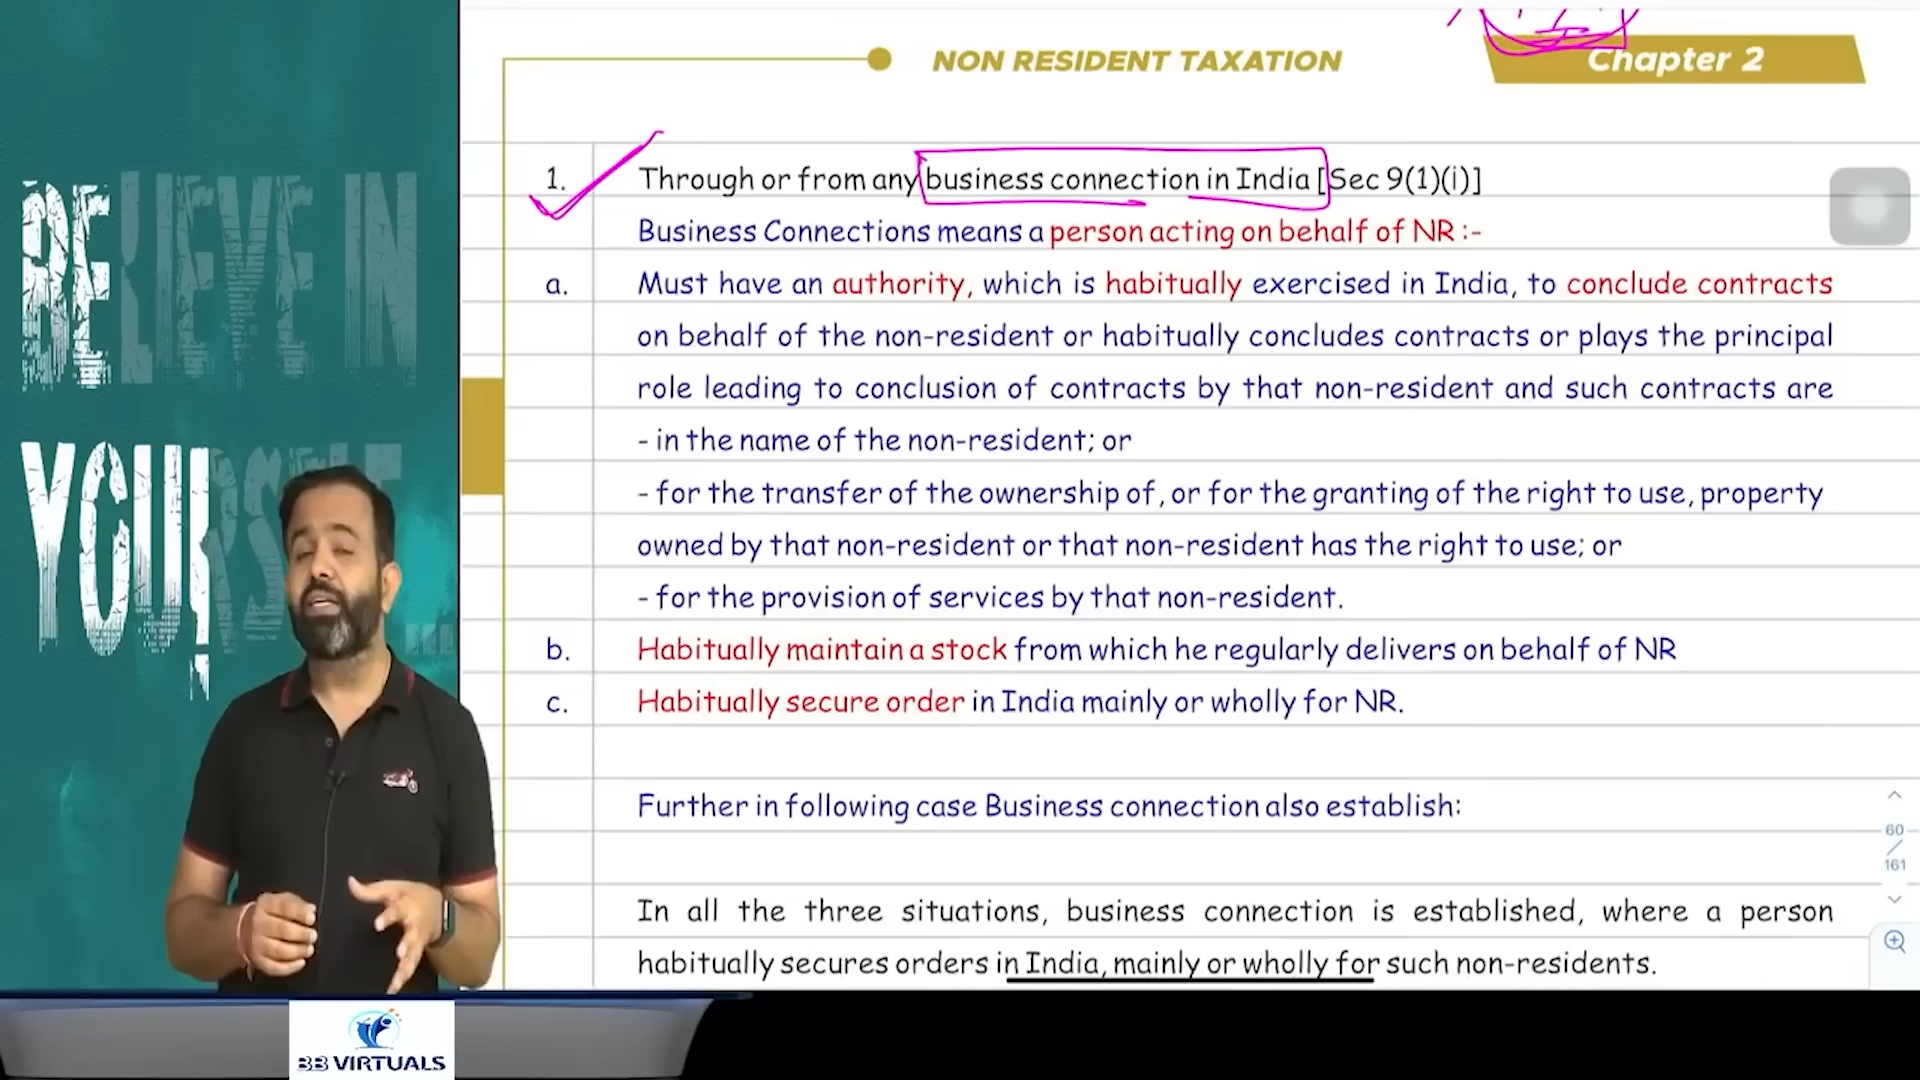 BELIEVE IN
YOURSELF...
NON RESIDENT TAXATION
Chapter 2
1. Through or from any business connection in India [Sec 9(1)(i)]
Business Connections means a person acting on behalf of NR :-
a. Must have an authority, which is habitually exercised in India, to conclude contracts
on behalf of the non-resident or habitually concludes contracts or plays the principal
role leading to conclusion of contracts by that non-resident and such contracts are
- in the name of the non-resident; or
- for the transfer of the ownership of, or for the granting of the right to use, property
owned by that non-resident or that non-resident has the right to use; or
- for the provision of services by that non-resident.
b. Habitually maintain a stock from which he regularly delivers on behalf of NR
c. Habitually secure order in India mainly or wholly for NR.
Further in following case Business connection also establish:
60
/
161
In all the three situations, business connection is established, where a person
habitually secures orders in India, mainly or wholly for such non-residents.
BB VIRTUALS